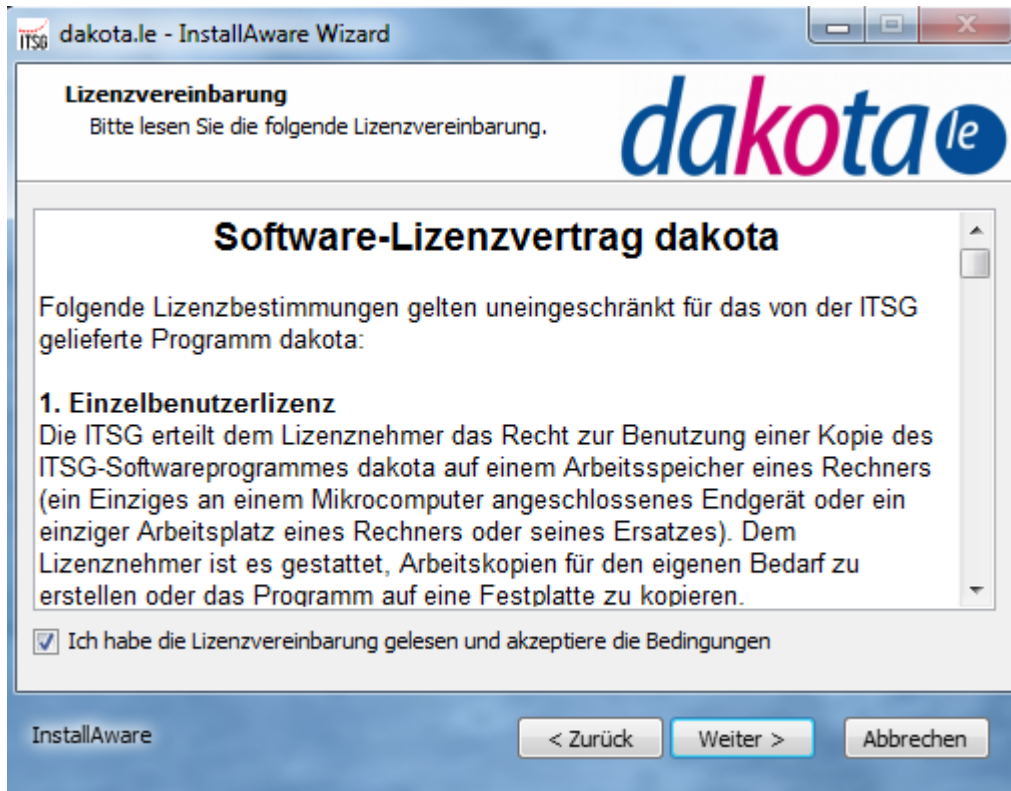 ITSG dakota.le - InstallAware Wizard
Lizenzvereinbarung
Bitte lesen Sie die folgende Lizenzvereinbarung.
dakota le
Software-Lizenzvertrag dakota
Folgende Lizenzbestimmungen gelten uneingeschränkt für das von der ITSG
gelieferte Programm dakota:
1. Einzelbenutzerlizenz
Die ITSG erteilt dem Lizenznehmer das Recht zur Benutzung einer Kopie des
ITSG-Softwareprogrammes dakota auf einem Arbeitsspeicher eines Rechners
(ein Einziges an einem Mikrocomputer angeschlossenes Endgerät oder ein
einziger Arbeitsplatz eines Rechners oder seines Ersatzes). Dem
Lizenznehmer ist es gestattet, Arbeitskopien für den eigenen Bedarf zu
erstellen oder das Programm auf eine Festplatte zu kopieren.
Ich habe die Lizenzvereinbarung gelesen und akzeptiere die Bedingungen
InstallAware
< Zurück Weiter > Abbrechen